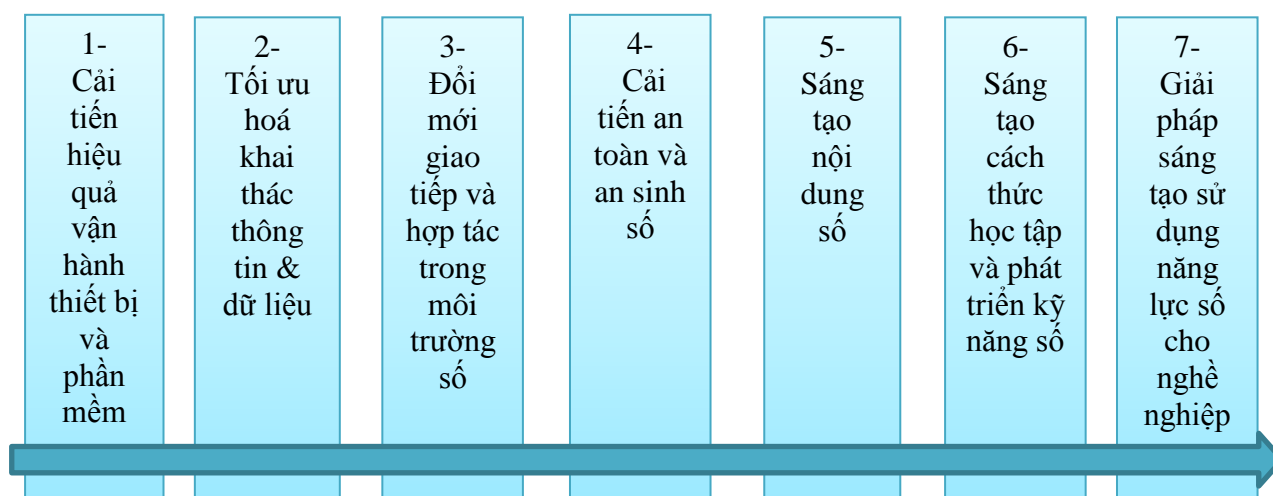 1-
Cải
tiến
hiệu
quả
vận
hành
thiết bị
và
phần
mềm
2-
Tối ưu
hoá
khai
thác
thông
tin &
dữ liệu
3-
Đổi
mới
giao
tiếp và
hợp tác
trong
môi
trường
số
4-
Cải
tiến an
toàn và
an sinh
số
5-
Sáng
tạo
nội
dung
số
6-
Sáng
tạo
cách
thức
học tập
và phát
triển kỹ
năng số
7-
Giải
pháp
sáng
tạo sử
dụng
năng
lực số
cho
nghề
nghiệp